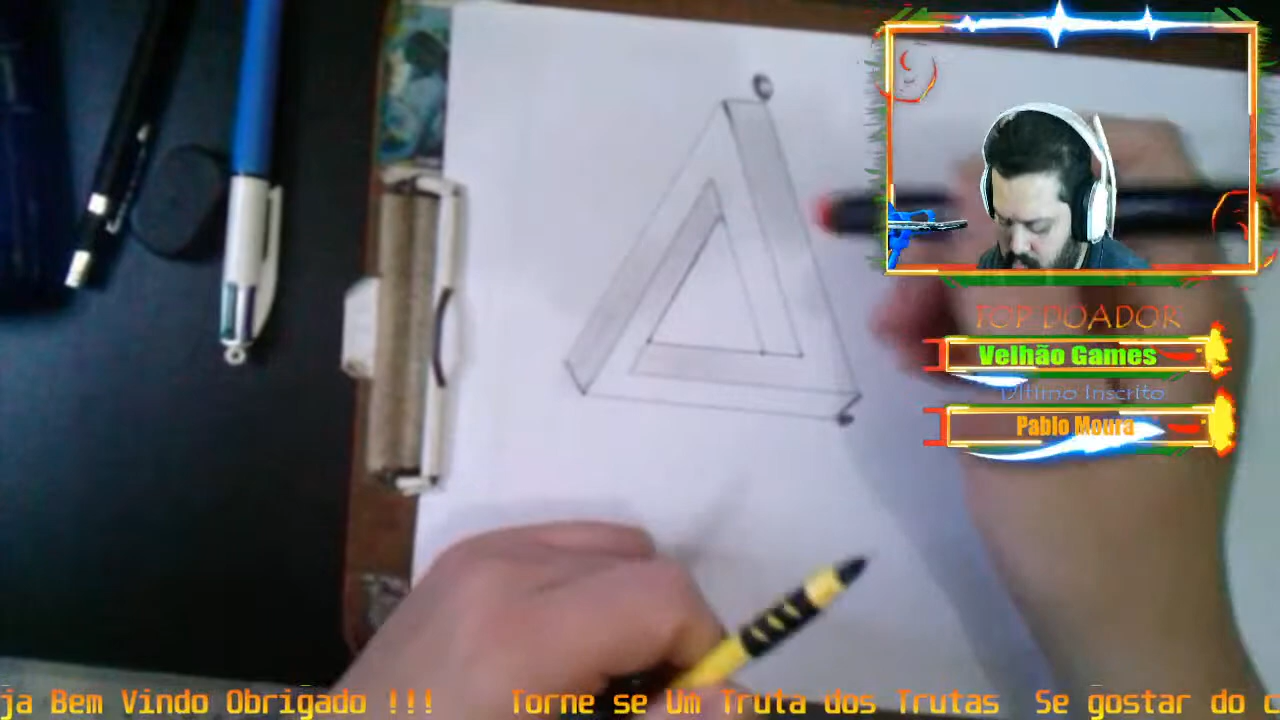 TOP DOADOR
Velhão Games
Último Inscrito
Pablo Moura
ja Bem Vindo Obrigado !!! Torne se Um Truta dos Trutas Se gostar do c